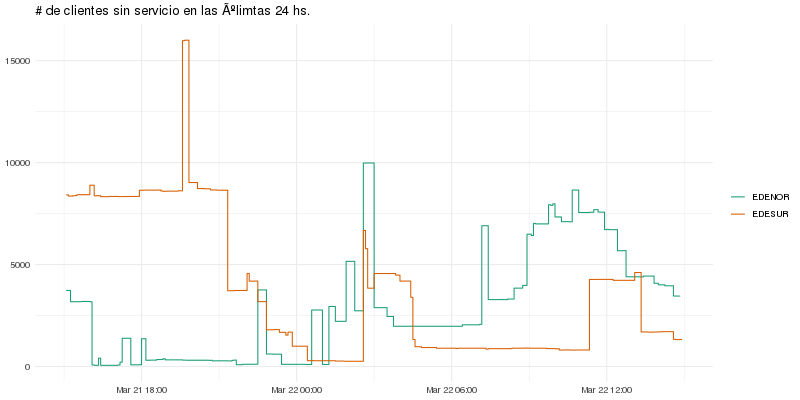 # de clientes sin servicio en las Ãºlimtas 24 hs.
15000
10000
5000
0
Mar 21 18:00
Mar 22 00:00
Mar 22 06:00
Mar 22 12:00
EDENOR
EDESUR